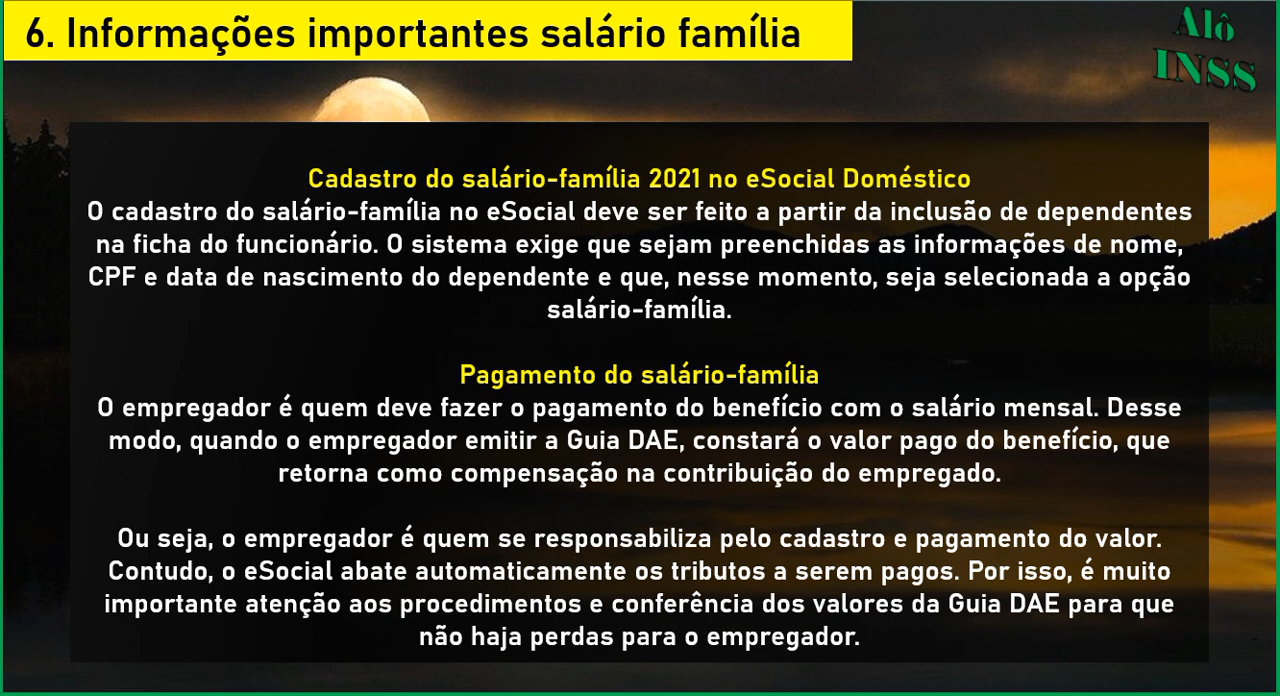 6. Informações importantes salário família
Alô
INSS
Cadastro do salário-família 2021 no eSocial Doméstico
O cadastro do salário-família no eSocial deve ser feito a partir da inclusão de dependentes
na ficha do funcionário. O sistema exige que sejam preenchidas as informações de nome,
CPF e data de nascimento do dependente e que, nesse momento, seja selecionada a opção
salário-família.
Pagamento do salário-família
O empregador é quem deve fazer o pagamento do benefício com o salário mensal. Desse
modo, quando o empregador emitir a Guia DAE, constará o valor pago do benefício, que
retorna como compensação na contribuição do empregado.
Ou seja, o empregador é quem se responsabiliza pelo cadastro e pagamento do valor.
Contudo, o eSocial abate automaticamente os tributos a serem pagos. Por isso, é muito
importante atenção aos procedimentos e conferência dos valores da Guia DAE para que
não haja perdas para o empregador.